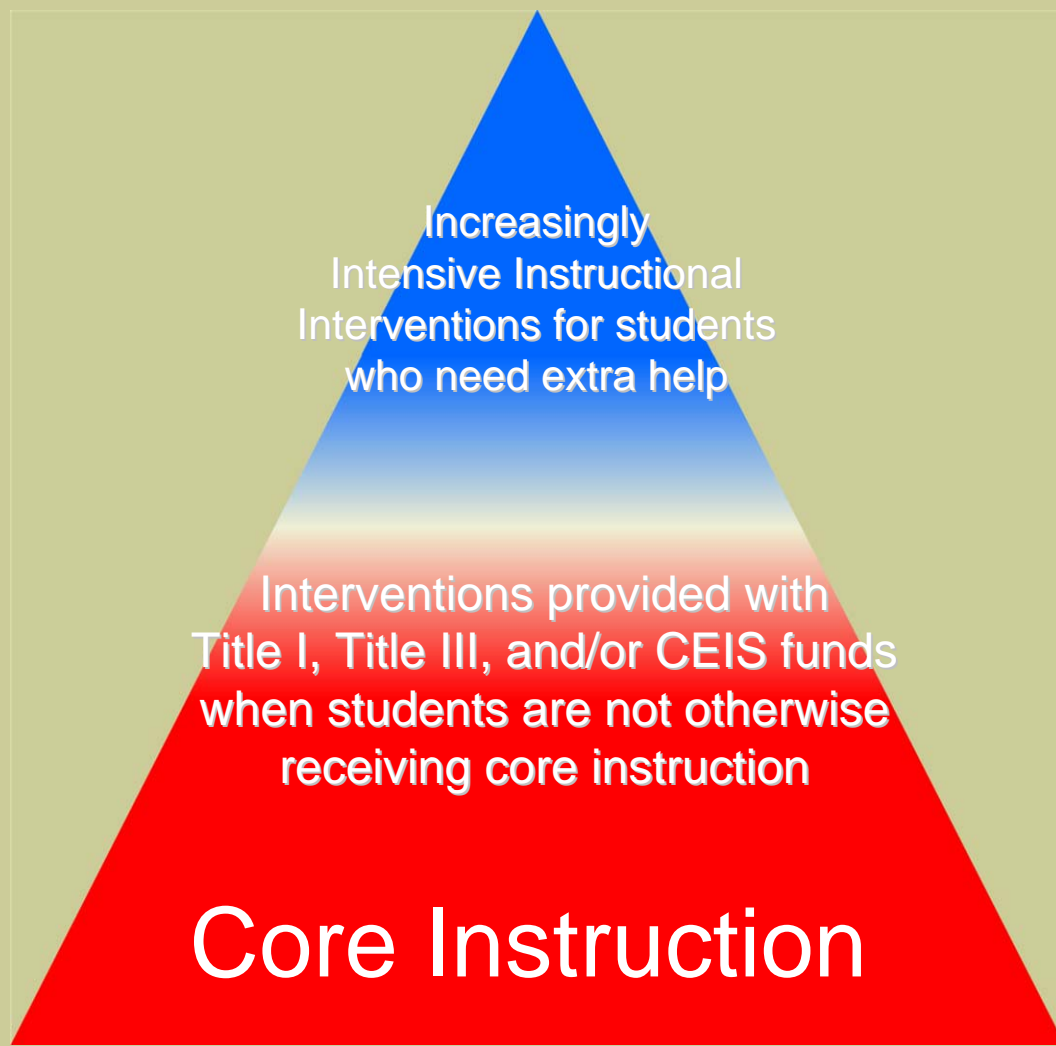 Increasingly
Intensive Instructional
Interventions for students
who need extra help
Interventions provided with
Title I, Title III, and/or CEIS funds
when students are not otherwise
receiving core instruction
Core Instruction